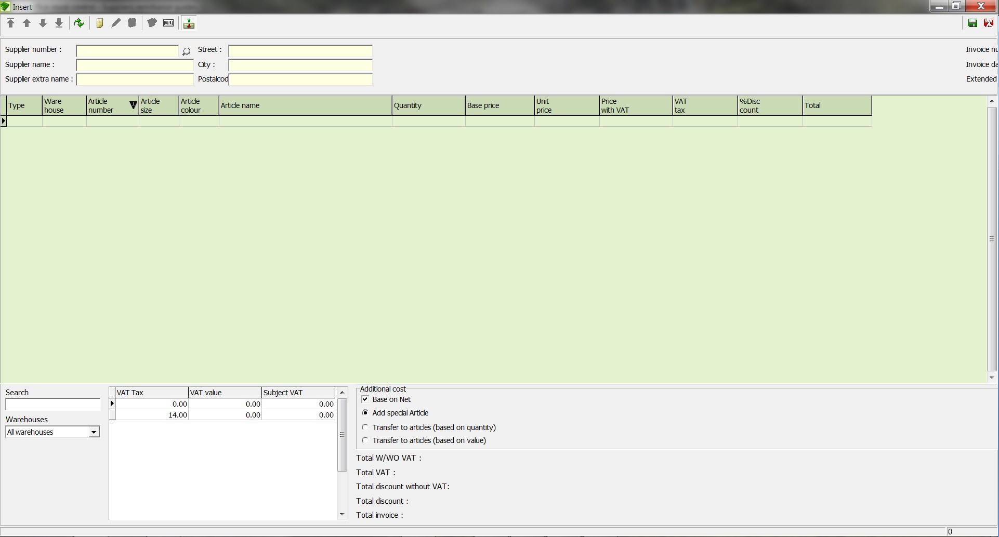 Insert
Supplier number :
Street :
Invoice nu
Supplier name :
City :
Invoice da
Supplier extra name :
Postalcod
Extended
Type
Ware
house
Article
number
1
Article
size
Article
colour
Article name
Quantity
Base price
Unit
price
Price
with VAT
VAT
tax
%Disc
count
Total
Search
Warehouses
All warehouses
VAT Tax VAT value Subject VAT
0.00 0.00 0.00
14.00 0.00 0.00
Additional cost
Base on Net
Add special Article
Transfer to articles (based on quantity)
Transfer to articles (based on value)
Total W/WO VAT :
Total VAT :
Total discount without VAT:
Total discount :
Total invoice :
0